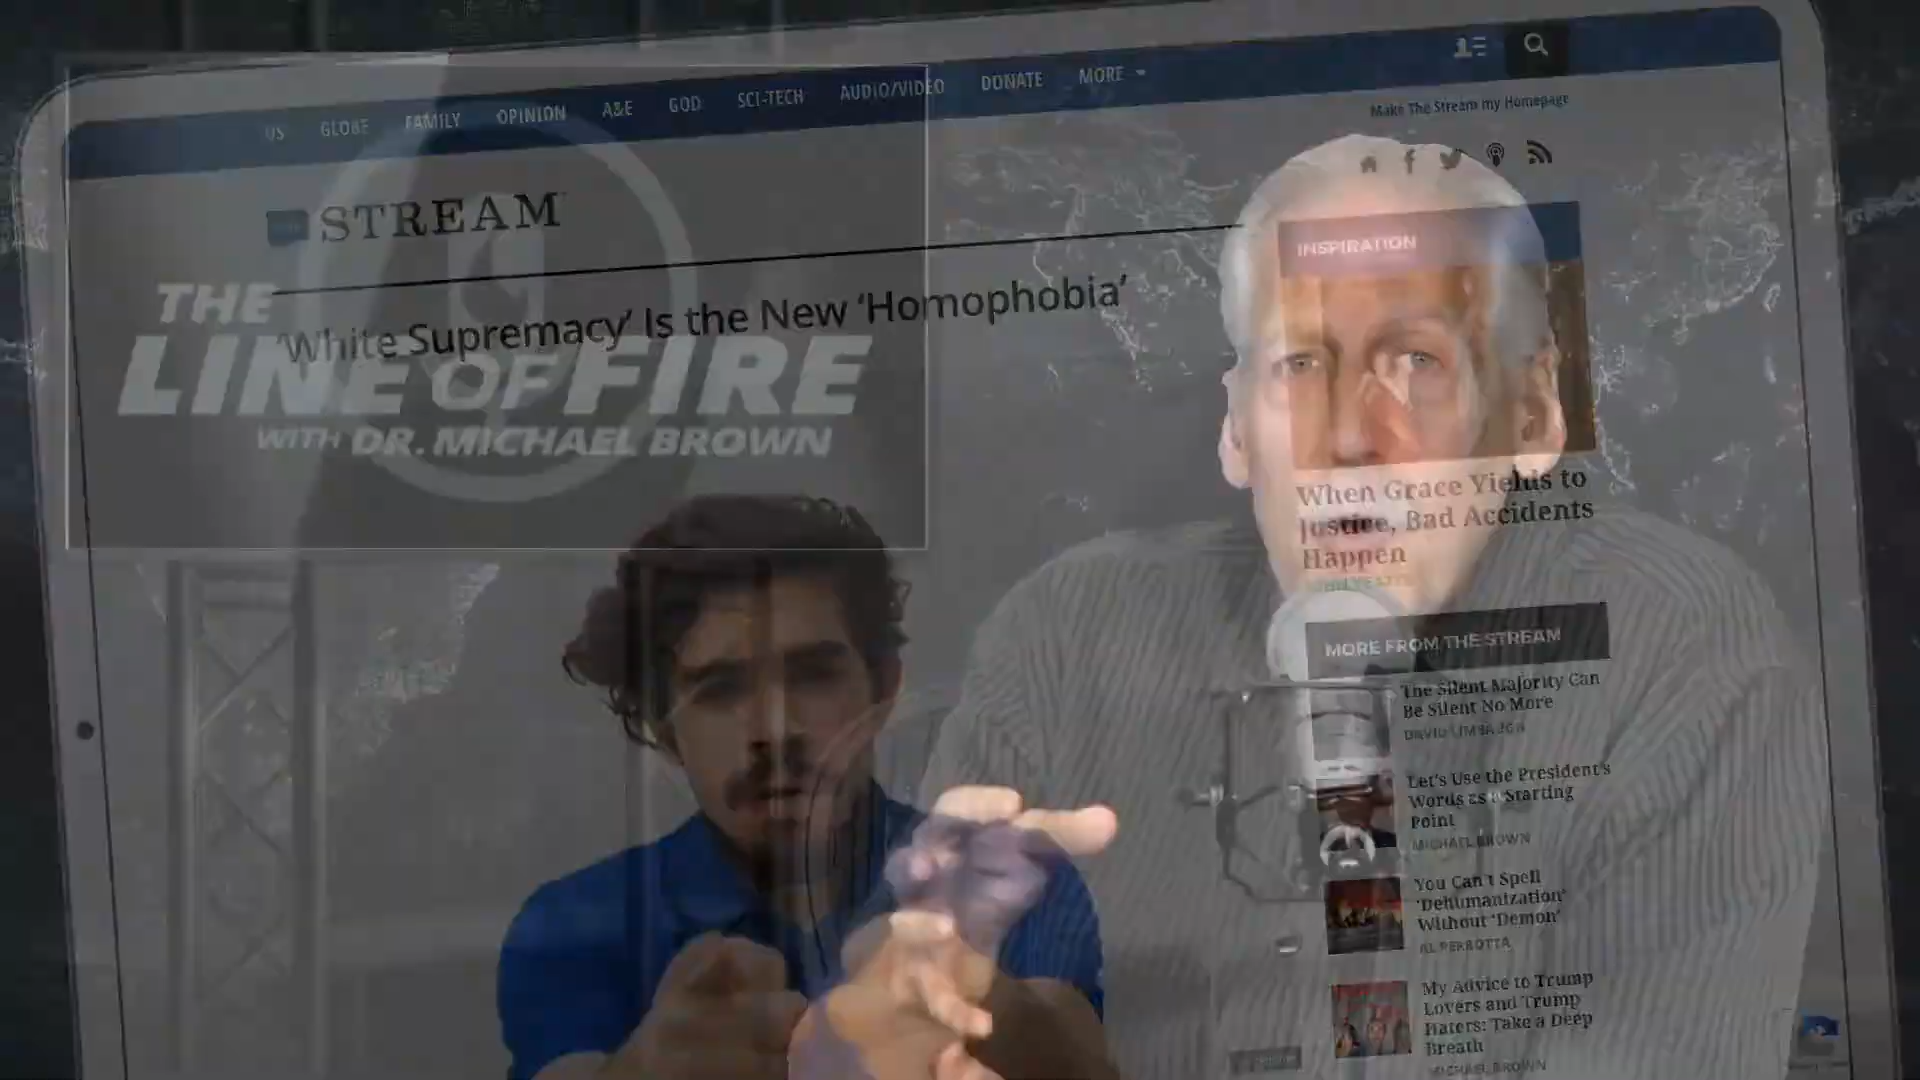 US GLOBE FAMILY OPINION A&E GOD SCI-TECH AUDIO/VIDEO DONATE MORE
Make The Stream my Homepage
STREAM
'White Supremacy' Is the New 'Homophobia'
THE
LINE OF FIRE
WITH DR. MICHAEL BROWN
INSPIRATION
When Grace Yields to
Justice, Bad Accidents
Happen
MORE FROM THE STREAM
The Silent Majority Can
Be Silent No More
DAVID LIMBAUGH
Let's Use the President's
Words as a Starting
Point
MICHAEL BROWN
You Can't Spell
'Dehumanization'
Without 'Demon'
AL PERROTTA
My Advice to Trump
Lovers and Trump
Haters: Take a Deep
Breath
MICHAEL BROWN